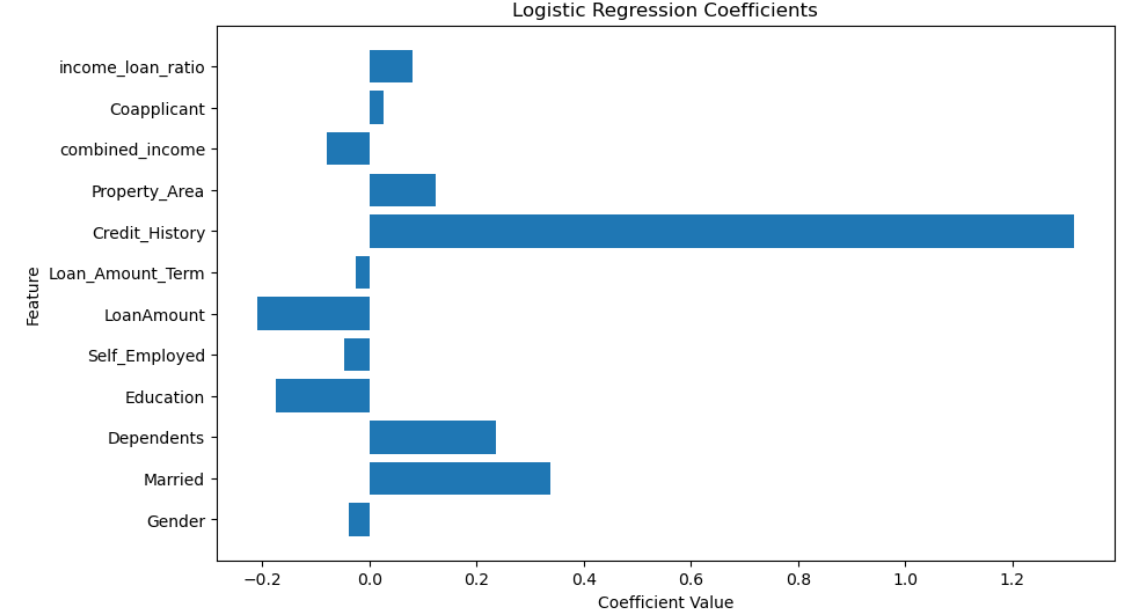 Logistic Regression Coefficients
income_loan_ratio
Coapplicant
combined_income
Property_Area
Credit_History
Loan_Amount_Term
LoanAmount
Self_Employed
Education
Dependents
Married
Gender
Feature
−0.2 0.0 0.2 0.4 0.6 0.8 1.0 1.2
Coefficient Value